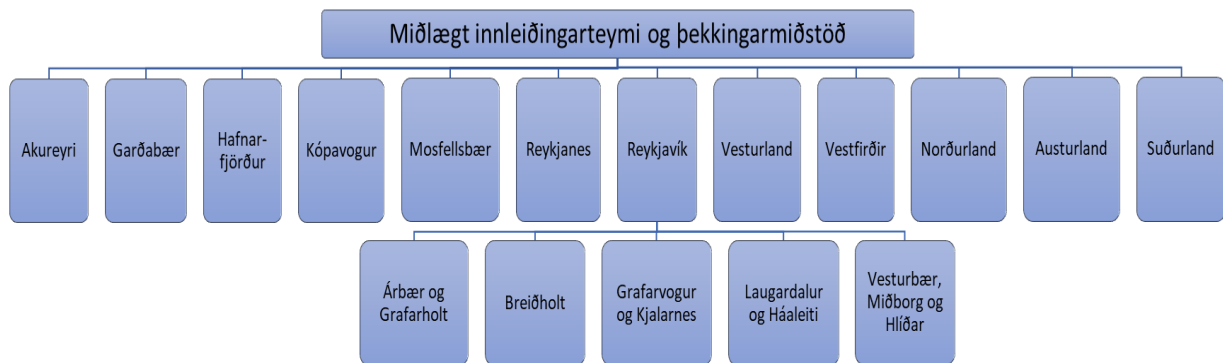 Miðlægt innleiðingarteymi og þekkingarmiðstöð
Akureyri
Garðabær
Hafnar-
fjörður
Kópavogur
Mosfellsbær
Reykjanes
Reykjavík
Vesturland
Vestfirðir
Norðurland
Austurland
Suðurland
Árbær og
Grafarholt
Breiðholt
Grafarvogur
og Kjalarnes
Laugardalur
og Háaleiti
Vesturbær,
Miðborg og
Hlíðar